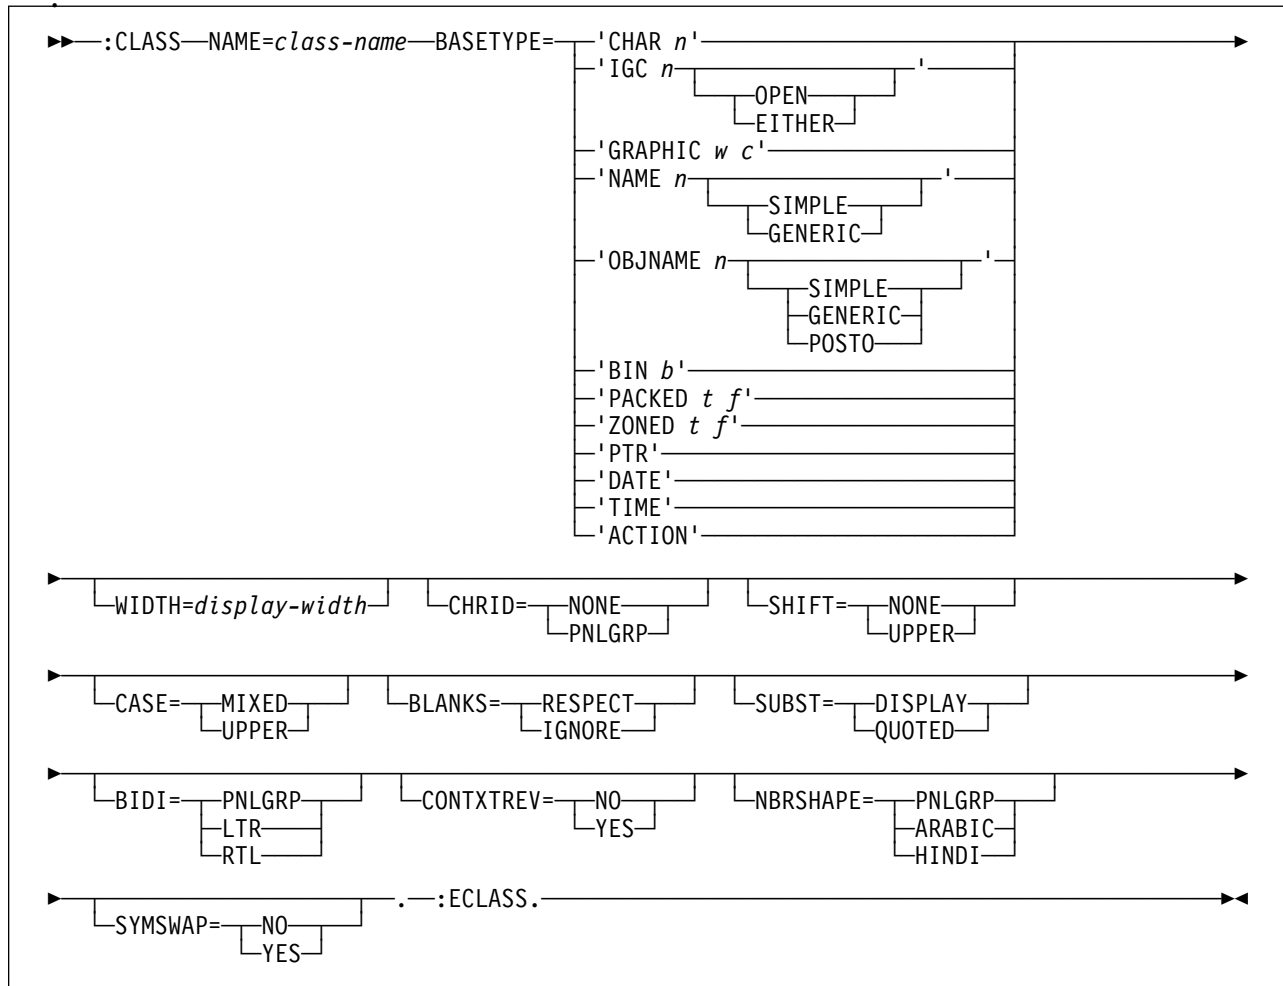 :CLASS NAME=class-name BASETYPE= 'CHAR n'
'IGC n '
OPEN
EITHER
'GRAPHIC w c'
'NAME n '
SIMPLE
GENERIC
'OBJNAME n '
SIMPLE
GENERIC
POSTO
'BIN b'
'PACKED t f'
'ZONED t f'
'PTR'
'DATE'
'TIME'
'ACTION'
WIDTH=display-width CHRID= NONE SHIFT= NONE
PNLGRP UPPER
CASE= MIXED BLANKS= RESPECT SUBST= DISPLAY
UPPER IGNORE QUOTED
BIDI= PNLGRP CONTXTREV= NO NBRSHAPE= PNLGRP
LTR YES ARABIC
RTL HINDI
. :ECLASS.
SYMSWAP= NO
YES